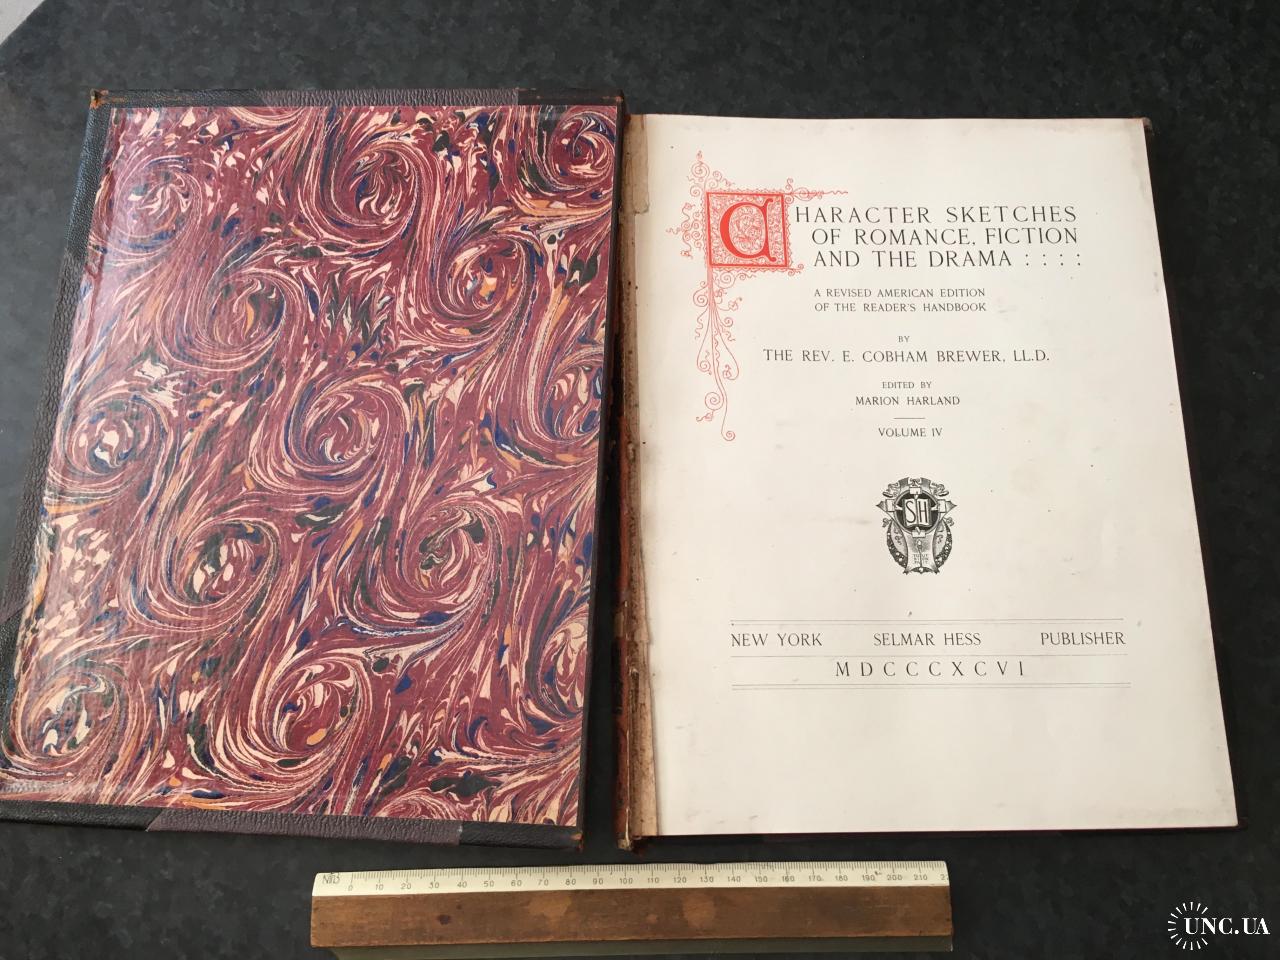 CHARACTER SKETCHES
OF ROMANCE, FICTION
AND THE DRAMA : : : :
A REVISED AMERICAN EDITION
OF THE READER'S HANDBOOK
BY
THE REV. E. COBHAM BREWER, LL.D.
EDITED BY
MARION HARLAND
VOLUME IV
SH
NEW YORK SELMAR HESS PUBLISHER
MDCCCXCVI
0 10 20 30 40 50 60 70 80 90 100 110 120 130 140 150 160 170 180 190 200 210
UNC.UA